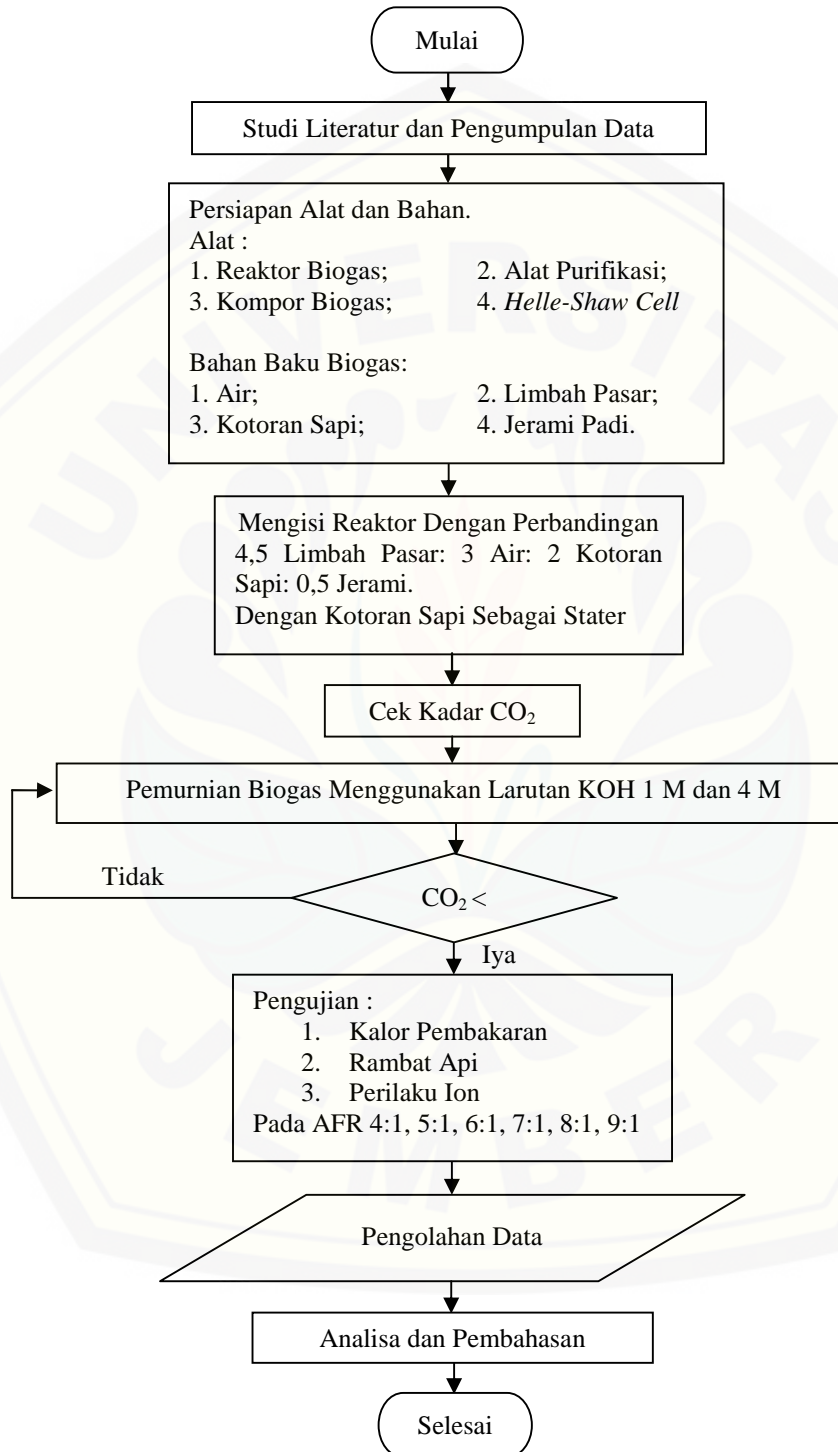 Mulai
Studi Literatur dan Pengumpulan Data
Persiapan Alat dan Bahan.
Alat :
1. Reaktor Biogas; 2. Alat Purifikasi;
3. Kompor Biogas; 4. Helle-Shaw Cell
Bahan Baku Biogas:
1. Air; 2. Limbah Pasar;
3. Kotoran Sapi; 4. Jerami Padi.
Mengisi Reaktor Dengan Perbandingan
4,5 Limbah Pasar: 3 Air: 2 Kotoran
Sapi: 0,5 Jerami.
Dengan Kotoran Sapi Sebagai Stater
Cek Kadar CO₂
Pemurnian Biogas Menggunakan Larutan KOH 1 M dan 4 M
Tidak
CO₂ <
Iya
Pengujian :
1. Kalor Pembakaran
2. Rambat Api
3. Perilaku Ion
Pada AFR 4:1, 5:1, 6:1, 7:1, 8:1, 9:1
Pengolahan Data
Analisa dan Pembahasan
Selesai
UNIVERSITAS
JEMBER